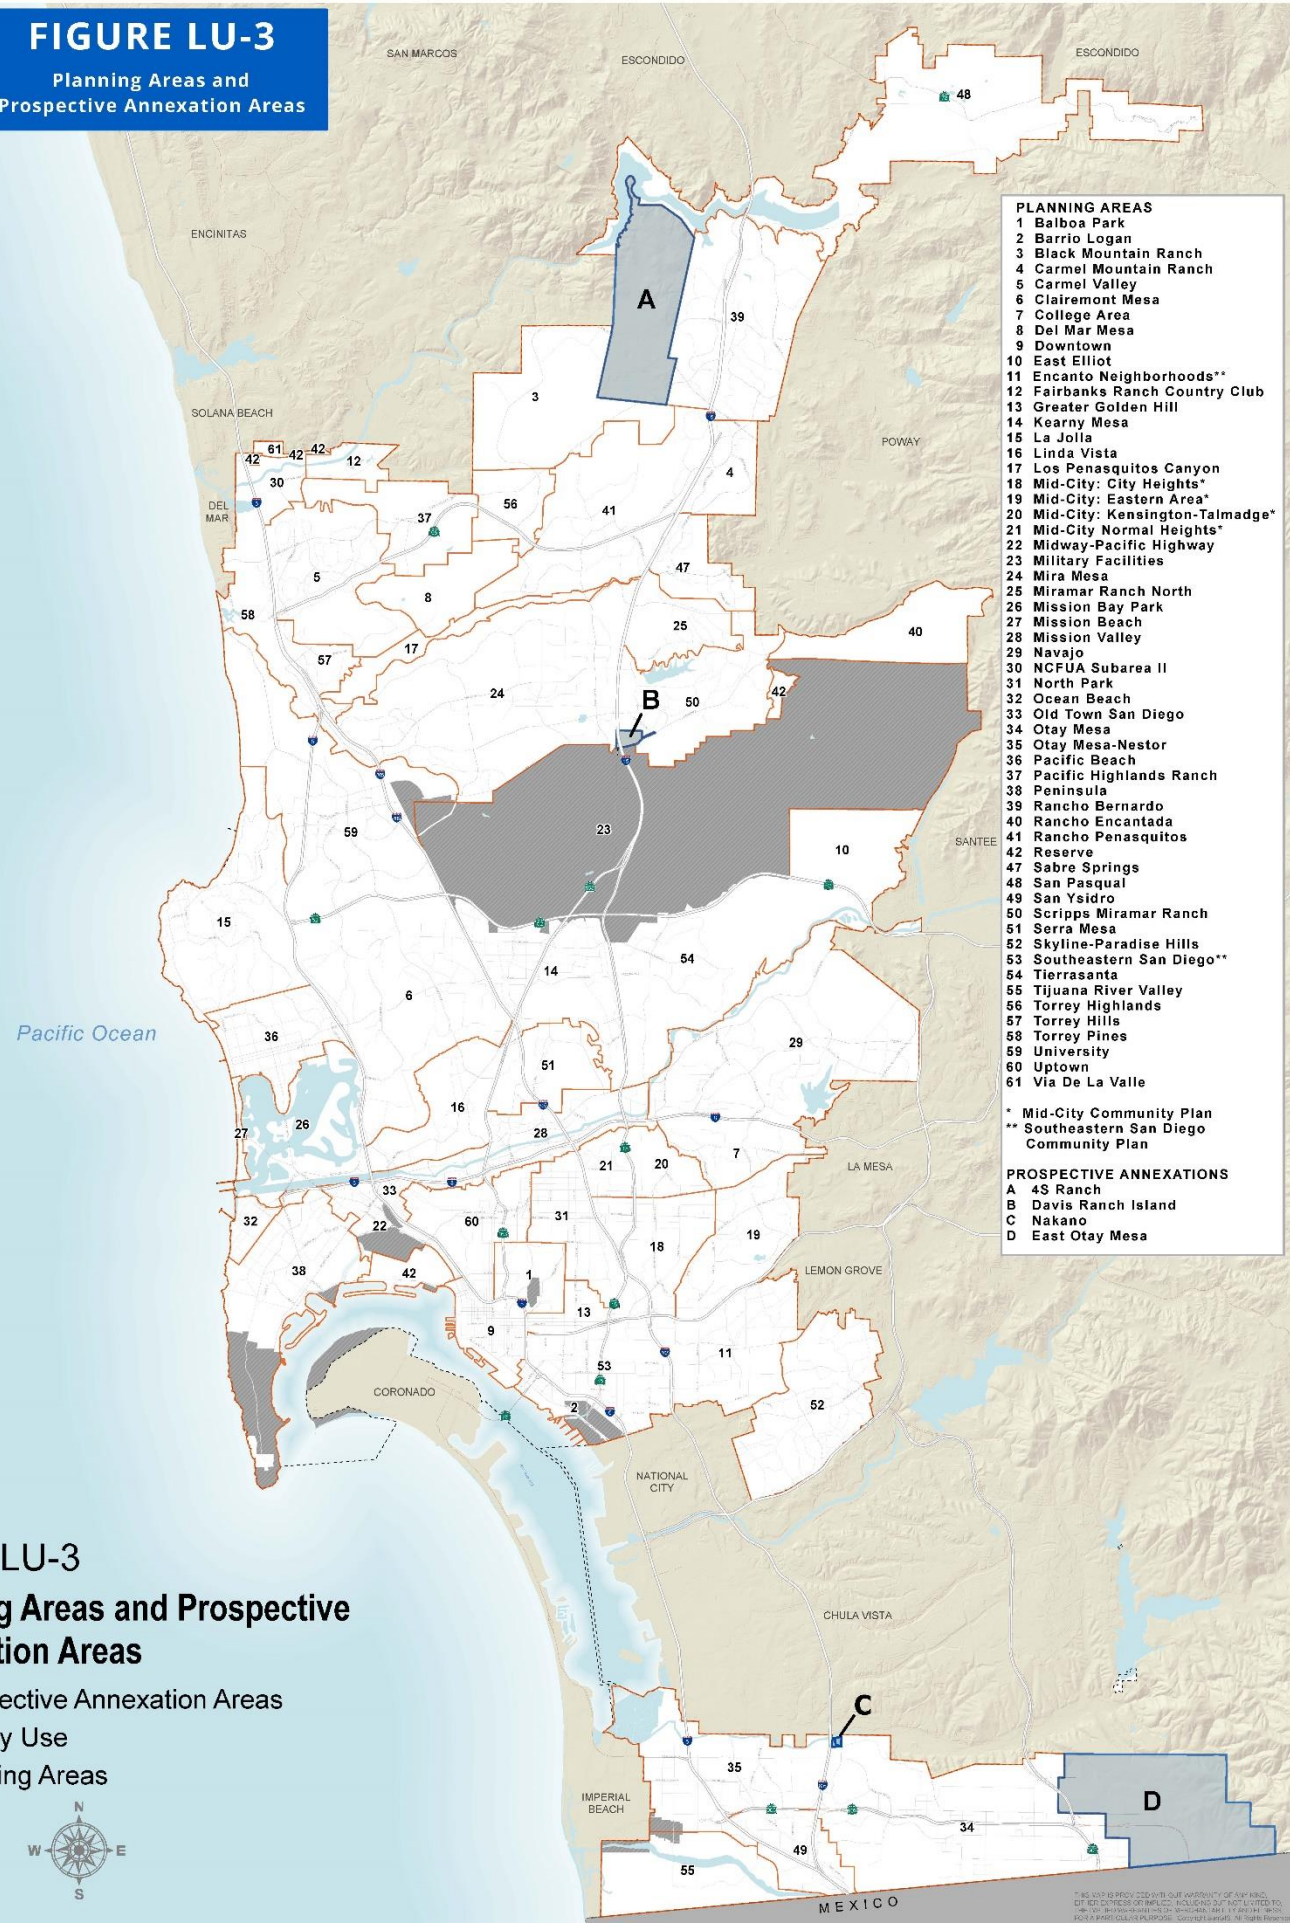 FIGURE LU-3
Planning Areas and
Prospective Annexation Areas
SAN MARCOS
ESCONDIDO
ESCONDIDO
48
ENCINITAS
A
39
3
SOLANA BEACH
POWAY
61
42
42
42
12
4
30
DEL
MAR
37
56
41
5
47
8
58
25
40
17
57
24
B
50
42
59
23
10
SANTEE
15
14
54
6
Pacific Ocean
36
29
51
16
26
27
28
21
20
7
LA MESA
33
32
22
60
31
18
19
38
42
1
LEMON GROVE
13
9
11
53
CORONADO
2
52
NATIONAL
CITY
CHULA VISTA
C
35
IMPERIAL
BEACH
D
34
49
55
MEXICO
PLANNING AREAS
1 Balboa Park
2 Barrio Logan
3 Black Mountain Ranch
4 Carmel Mountain Ranch
5 Carmel Valley
6 Clairemont Mesa
7 College Area
8 Del Mar Mesa
9 Downtown
10 East Elliot
11 Encanto Neighborhoods**
12 Fairbanks Ranch Country Club
13 Greater Golden Hill
14 Kearny Mesa
15 La Jolla
16 Linda Vista
17 Los Penasquitos Canyon
18 Mid-City: City Heights*
19 Mid-City: Eastern Area*
20 Mid-City: Kensington-Talmadge*
21 Mid-City Normal Heights*
22 Midway-Pacific Highway
23 Military Facilities
24 Mira Mesa
25 Miramar Ranch North
26 Mission Bay Park
27 Mission Beach
28 Mission Valley
29 Navajo
30 NCFUA Subarea II
31 North Park
32 Ocean Beach
33 Old Town San Diego
34 Otay Mesa
35 Otay Mesa-Nestor
36 Pacific Beach
37 Pacific Highlands Ranch
38 Peninsula
39 Rancho Bernardo
40 Rancho Encantada
41 Rancho Penasquitos
42 Reserve
47 Sabre Springs
48 San Pasqual
49 San Ysidro
50 Scripps Miramar Ranch
51 Serra Mesa
52 Skyline-Paradise Hills
53 Southeastern San Diego**
54 Tierrasanta
55 Tijuana River Valley
56 Torrey Highlands
57 Torrey Hills
58 Torrey Pines
59 University
60 Uptown
61 Via De La Valle
* Mid-City Community Plan
** Southeastern San Diego
Community Plan
PROSPECTIVE ANNEXATIONS
A 4S Ranch
B Davis Ranch Island
C Nakano
D East Otay Mesa
LU-3
g Areas and Prospective
tion Areas
ective Annexation Areas
y Use
ing Areas
N
W E
S